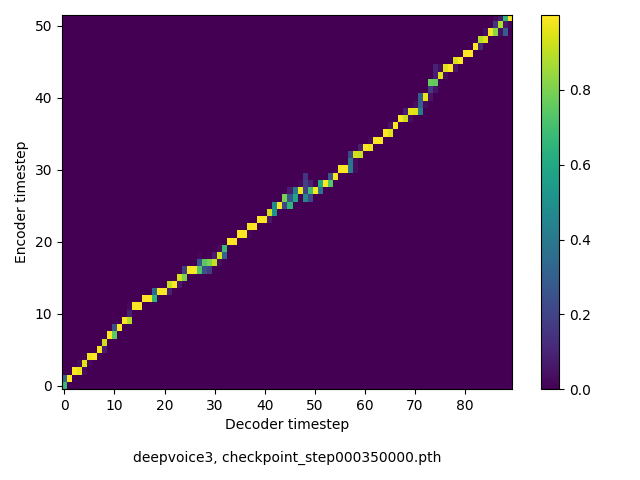 50
40
30
20
10
0
Encoder timestep
0 10 20 30 40 50 60 70 80
Decoder timestep
0.8
0.6
0.4
0.2
0.0
deepvoice3, checkpoint_step000350000.pth